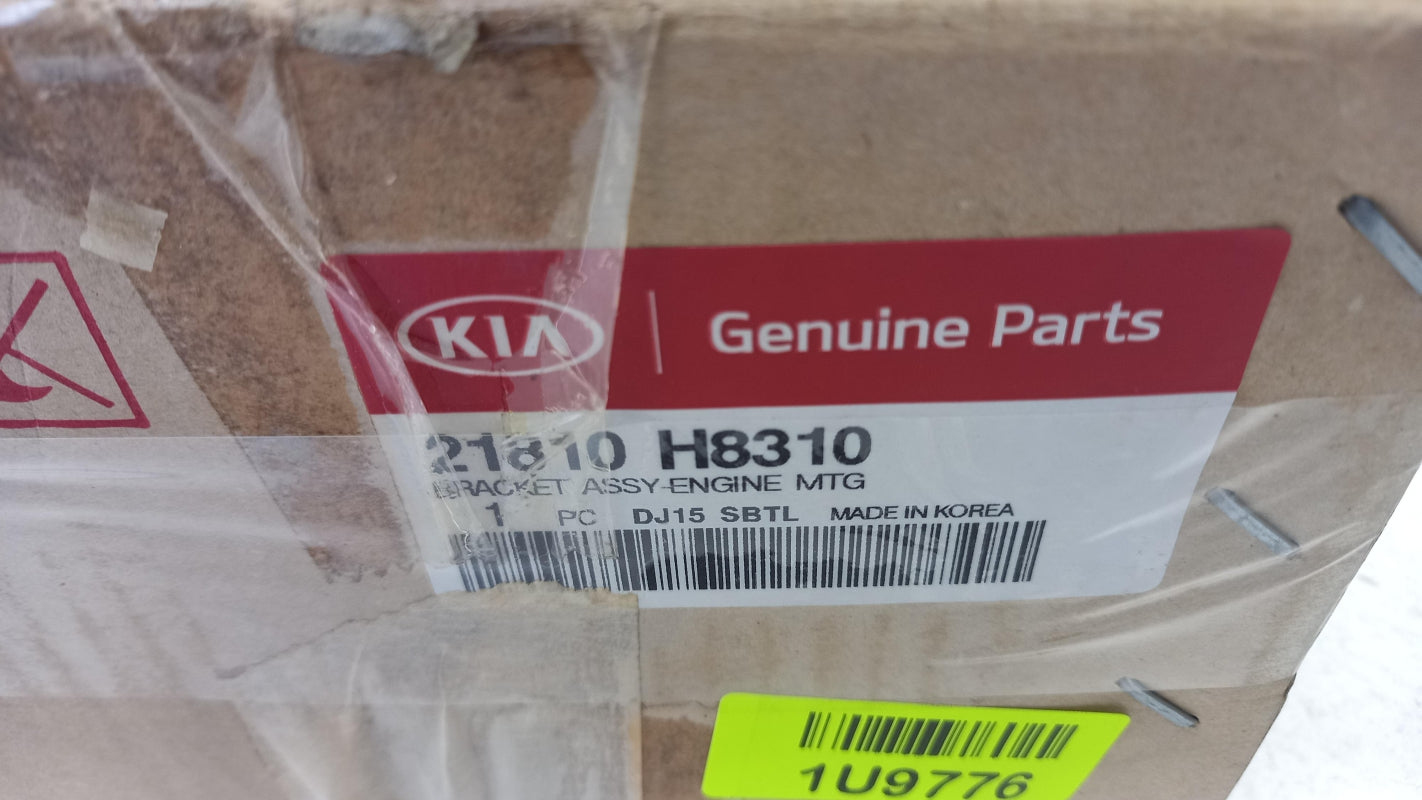 KIA Genuine Parts
21810 H8310
BRACKET ASSY-ENGINE MTG
1 PC DJ15 SBTL MADE IN KOREA
1U9776